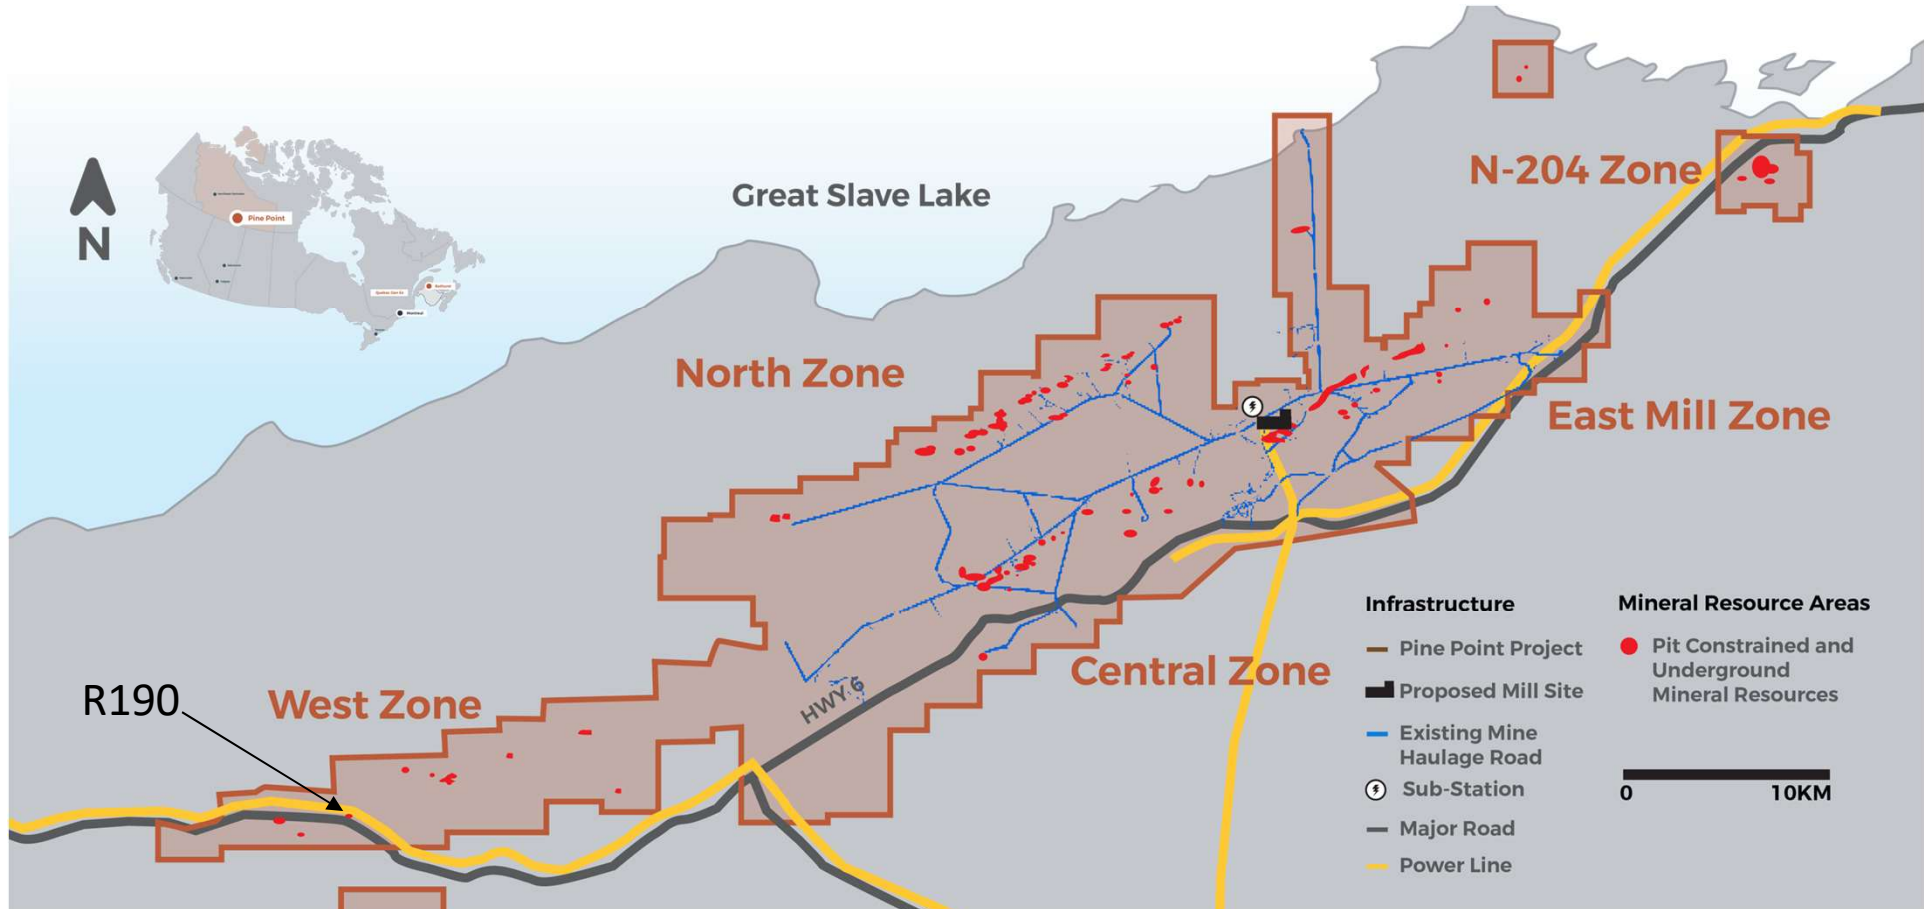 N-204 Zone
Great Slave Lake
N
Pine Point
Bathurst
Montreal
North Zone
East Mill Zone
Central Zone
HWY 6
West Zone
R190
Infrastructure
Pine Point Project
Proposed Mill Site
Existing Mine
Haulage Road
Sub-Station
Major Road
Power Line
Mineral Resource Areas
Pit Constrained and
Underground
Mineral Resources
0 10KM